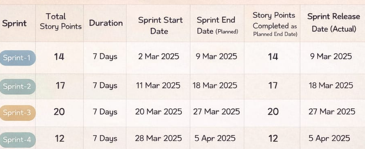 Sprint Total Story Points Duration Sprint Start Date Sprint End Date (Planned) Story Points Completed as Planned End Date) Sprint Release Date (Actual)
Sprint-1 14 7 Days 2 Mar 2025 9 Mar 2025 14 9 Mar 2025
Sprint-2 17 7 Days 11 Mar 2025 18 Mar 2025 17 18 Mar 2025
Sprint-3 20 7 Days 20 Mar 2025 27 Mar 2025 20 27 Mar 2025
Sprint-4 12 7 Days 28 Mar 2025 5 Apr 2025 12 5 Apr 2025